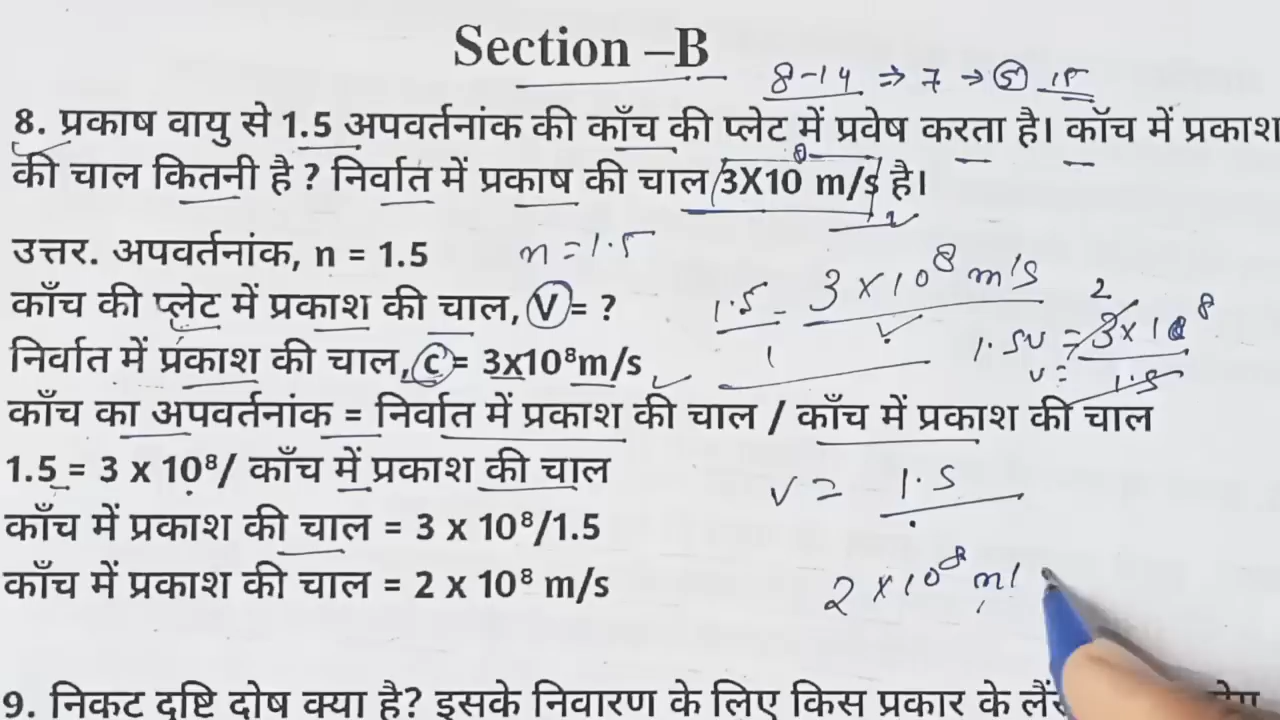 Section –B
8-14 ⇒ 7 → 5 15
8. प्रकाष वायु से 1.5 अपवर्तनांक की काँच की प्लेट में प्रवेष करता है। कॉच में प्रकाश
की चाल कितनी है ? निर्वात में प्रकाष की चाल 3X10 m/s है।
8
उत्तर. अपवर्तनांक, n = 1.5
n = 1.5
काँच की प्लेट में प्रकाश की चाल, V = ?
1.5 = 3 × 10⁸ m/s
1
2
1.5v = 3×10⁸
v = 1.5
निर्वात में प्रकाश की चाल, c = 3x10⁸m/s
काँच का अपवर्तनांक = निर्वात में प्रकाश की चाल / काँच में प्रकाश की चाल
1.5 = 3 x 10⁸/ काँच में प्रकाश की चाल
v = 1.5
काँच में प्रकाश की चाल = 3 x 10⁸/1.5
काँच में प्रकाश की चाल = 2 x 10⁸ m/s
2 × 10⁸ m/
9. निकट दृष्टि दोष क्या है? इसके निवारण के लिए किस प्रकार के